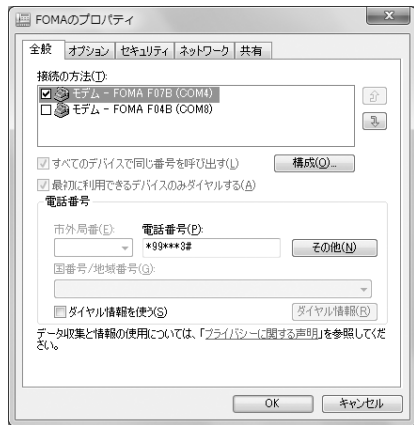 FOMAのプロパティ
全般 オプション セキュリティ ネットワーク 共有
接続の方法(T):
モデム - FOMA F07B (COM4)
モデム - FOMA F04B (COM8)
すべてのデバイスで同じ番号を呼び出す(L) 構成(O)...
最初に利用できるデバイスのみダイヤルする(A)
電話番号
市外局番(E): 電話番号(P):
*99***3# その他(N)
国番号/地域番号(G):
ダイヤル情報を使う(S) ダイヤル情報(R)
データ収集と情報の使用については、「プライバシーに関する声明」を参照してくだ
さい。
OK キャンセル